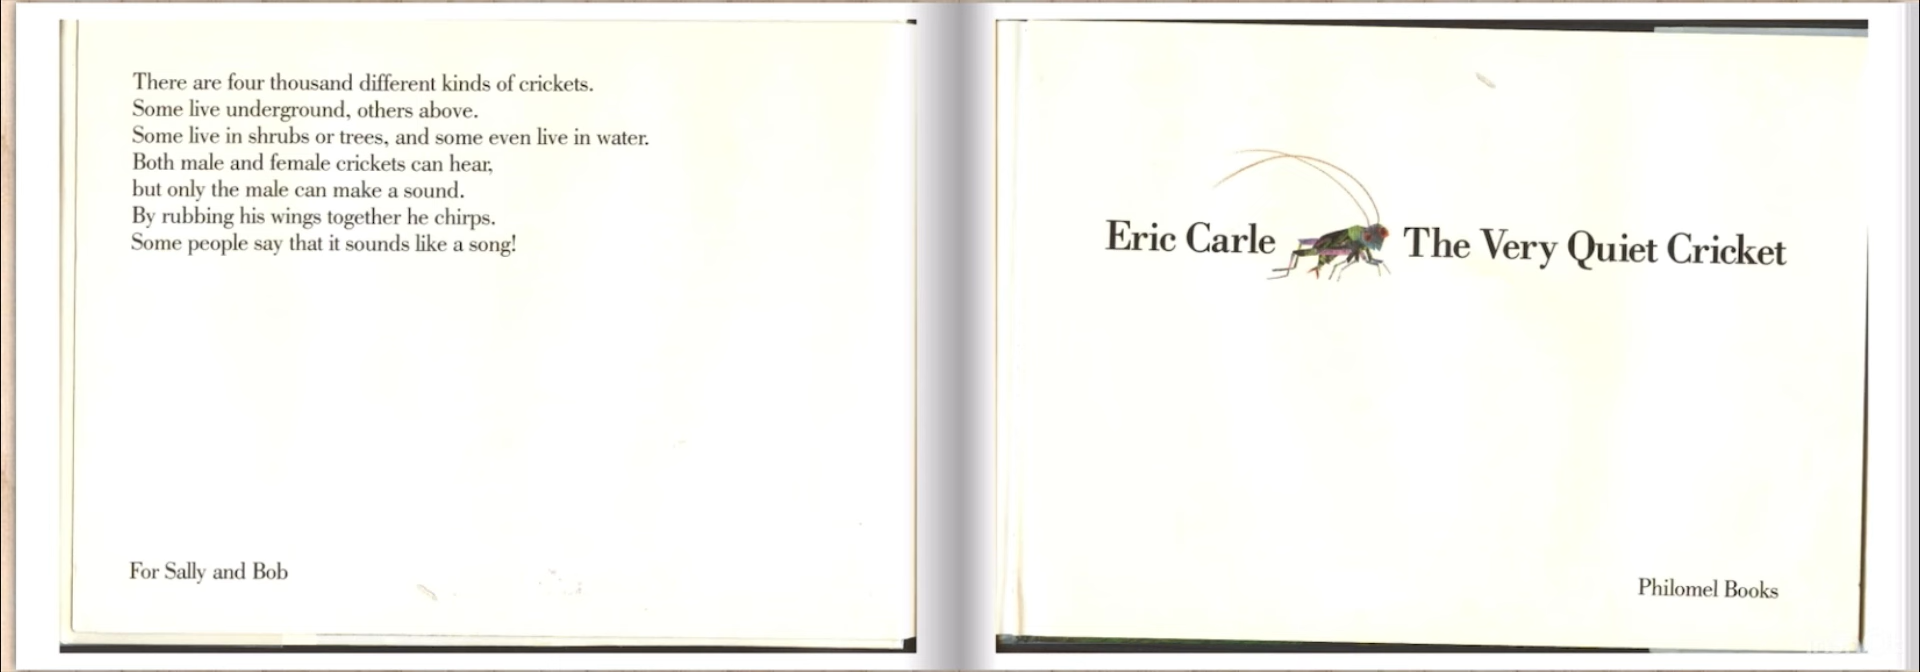 There are four thousand different kinds of crickets.
Some live underground, others above.
Some live in shrubs or trees, and some even live in water.
Both male and female crickets can hear,
but only the male can make a sound.
By rubbing his wings together he chirps.
Some people say that it sounds like a song!
For Sally and Bob
Eric Carle The Very Quiet Cricket
Philomel Books